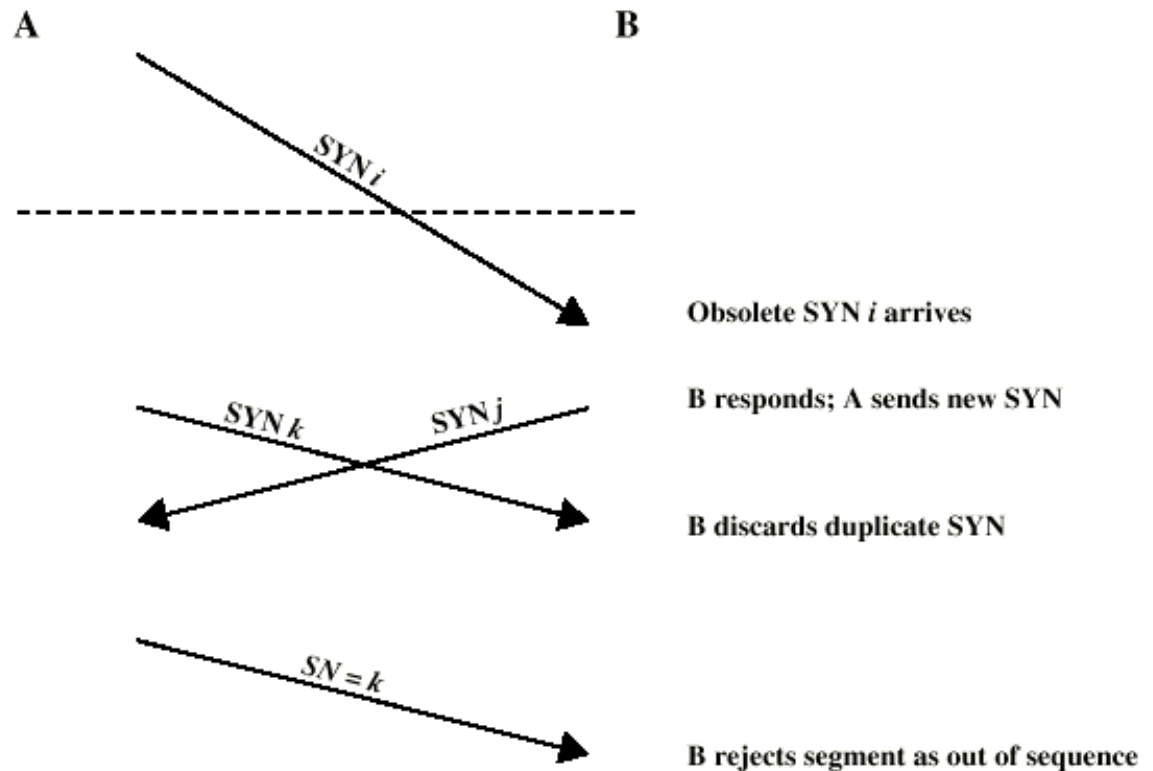 A
B
SYN i
Obsolete SYN i arrives
B responds; A sends new SYN
SYN k
SYN j
B discards duplicate SYN
SN = k
B rejects segment as out of sequence